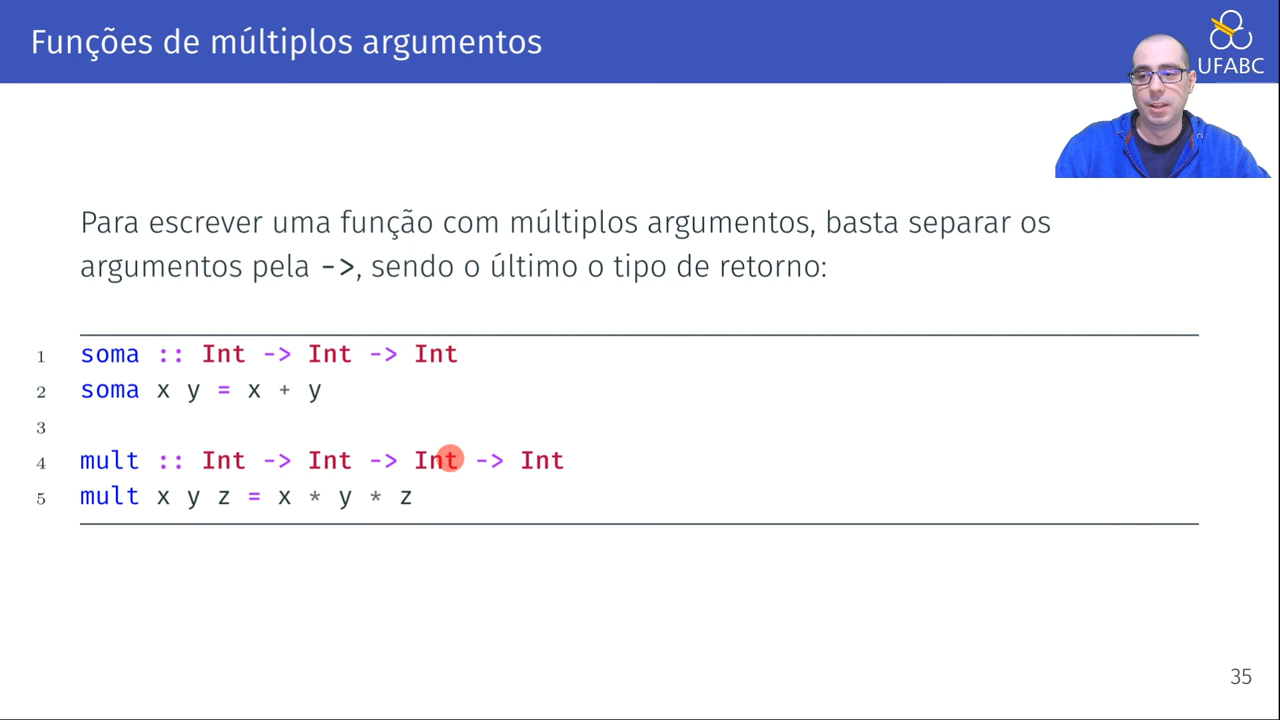 Funções de múltiplos argumentos
UFABC
Para escrever uma função com múltiplos argumentos, basta separar os
argumentos pela ->, sendo o último o tipo de retorno:
1 soma :: Int -> Int -> Int
2 soma x y = x + y
3
4 mult :: Int -> Int -> Int -> Int
5 mult x y z = x * y * z
35